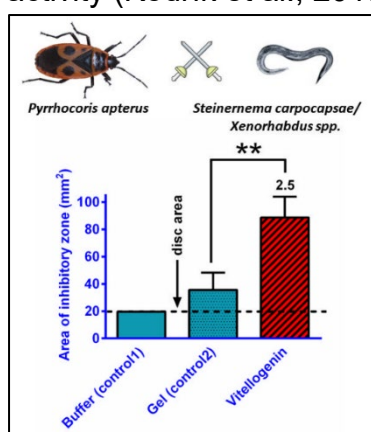 Pyrrhocoris apterus
Steinernema carpocapsae/
Xenorhabdus spp.
**
2.5
Area of inhibitory zone (mm²)
100
80
60
40
20
0
disc area
Buffer (control1)
Gel (control2)
Vitellogenin